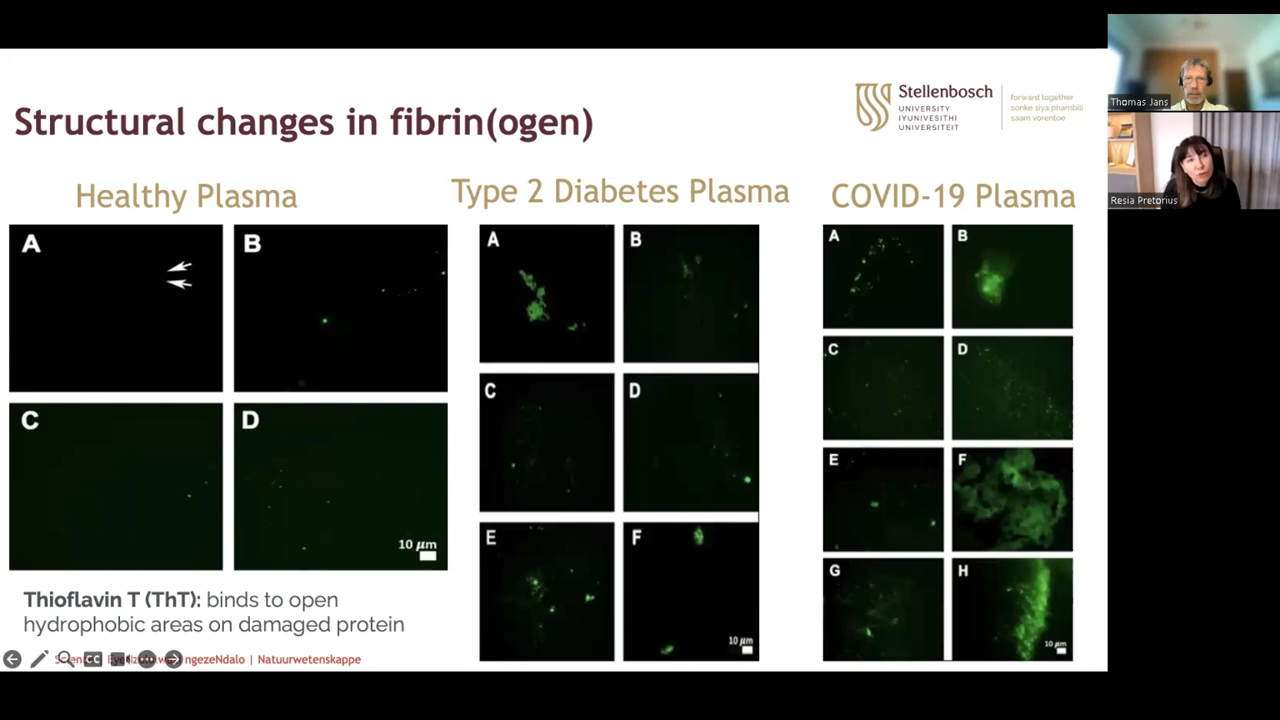 Structural changes in fibrin(ogen)
Stellenbosch
UNIVERSITY
IYUNIVESITHI
UNIVERSITEIT
forward together
sonke siya phambili
saam vorentoe
Thomas Jans
Resia Pretorius
Healthy Plasma
A
B
C
D
10 µm
Type 2 Diabetes Plasma
A
B
C
D
E
F
10 µm
COVID-19 Plasma
A
B
C
D
E
F
G
H
10 µm
Thioflavin T (ThT): binds to open
hydrophobic areas on damaged protein
ngezeNdalo | Natuurwetenskappe